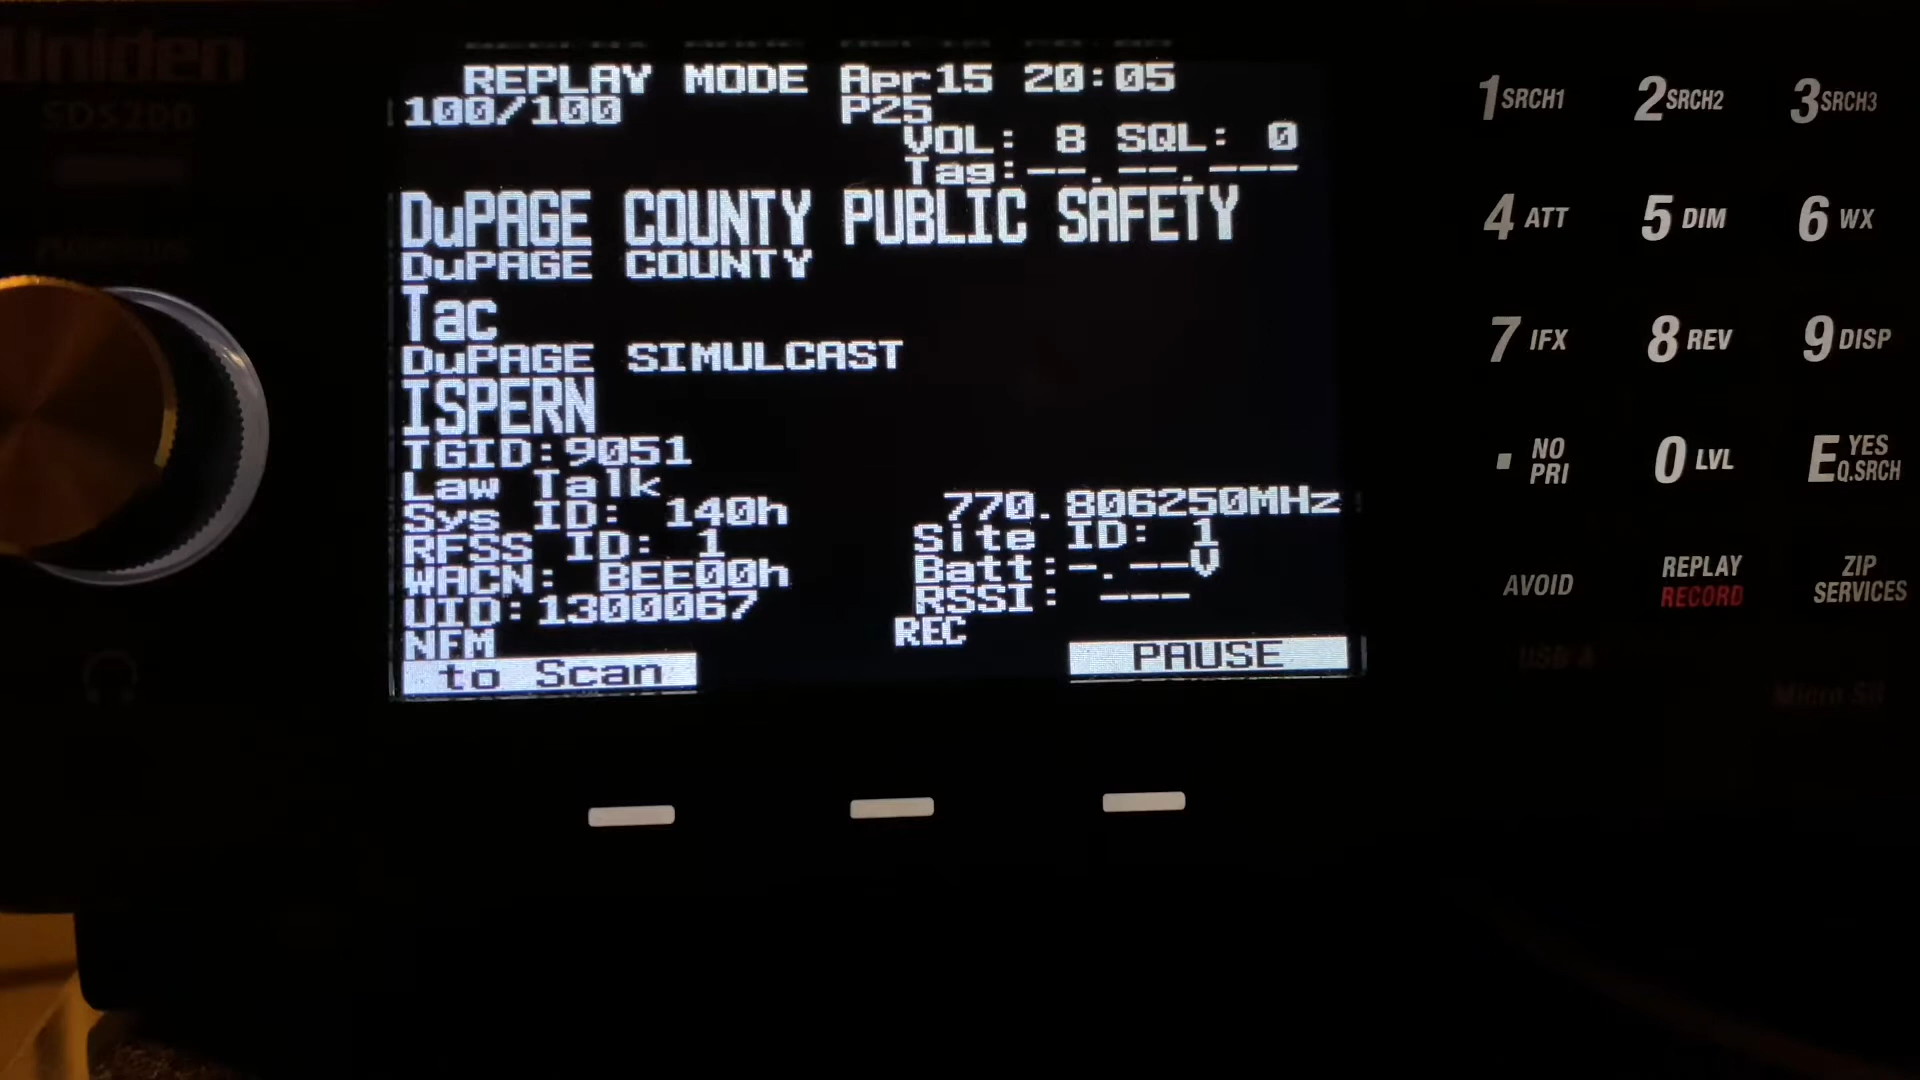 Uniden
SDS200
REPLAY MODE Apr15 20:05
100/100 P25
VOL: 8 SQL: 0
Tag:--.--.---
DuPAGE COUNTY PUBLIC SAFETY
DuPAGE COUNTY
Tac
DuPAGE SIMULCAST
ISPERN
TGID:9051
Law Talk
Sys ID: 140h 770.806250MHz
RFSS ID: 1 Site ID: 1
WACN: BEE00h Batt:-.--V
UID:1300067 RSSI: ---
NFM REC
to Scan PAUSE
1 SRCH1 2 SRCH2 3 SRCH3
4 ATT 5 DIM 6 WX
7 IFX 8 REV 9 DISP
. NO PRI 0 LVL E YES Q.SRCH
AVOID REPLAY RECORD ZIP SERVICES
Micro SD